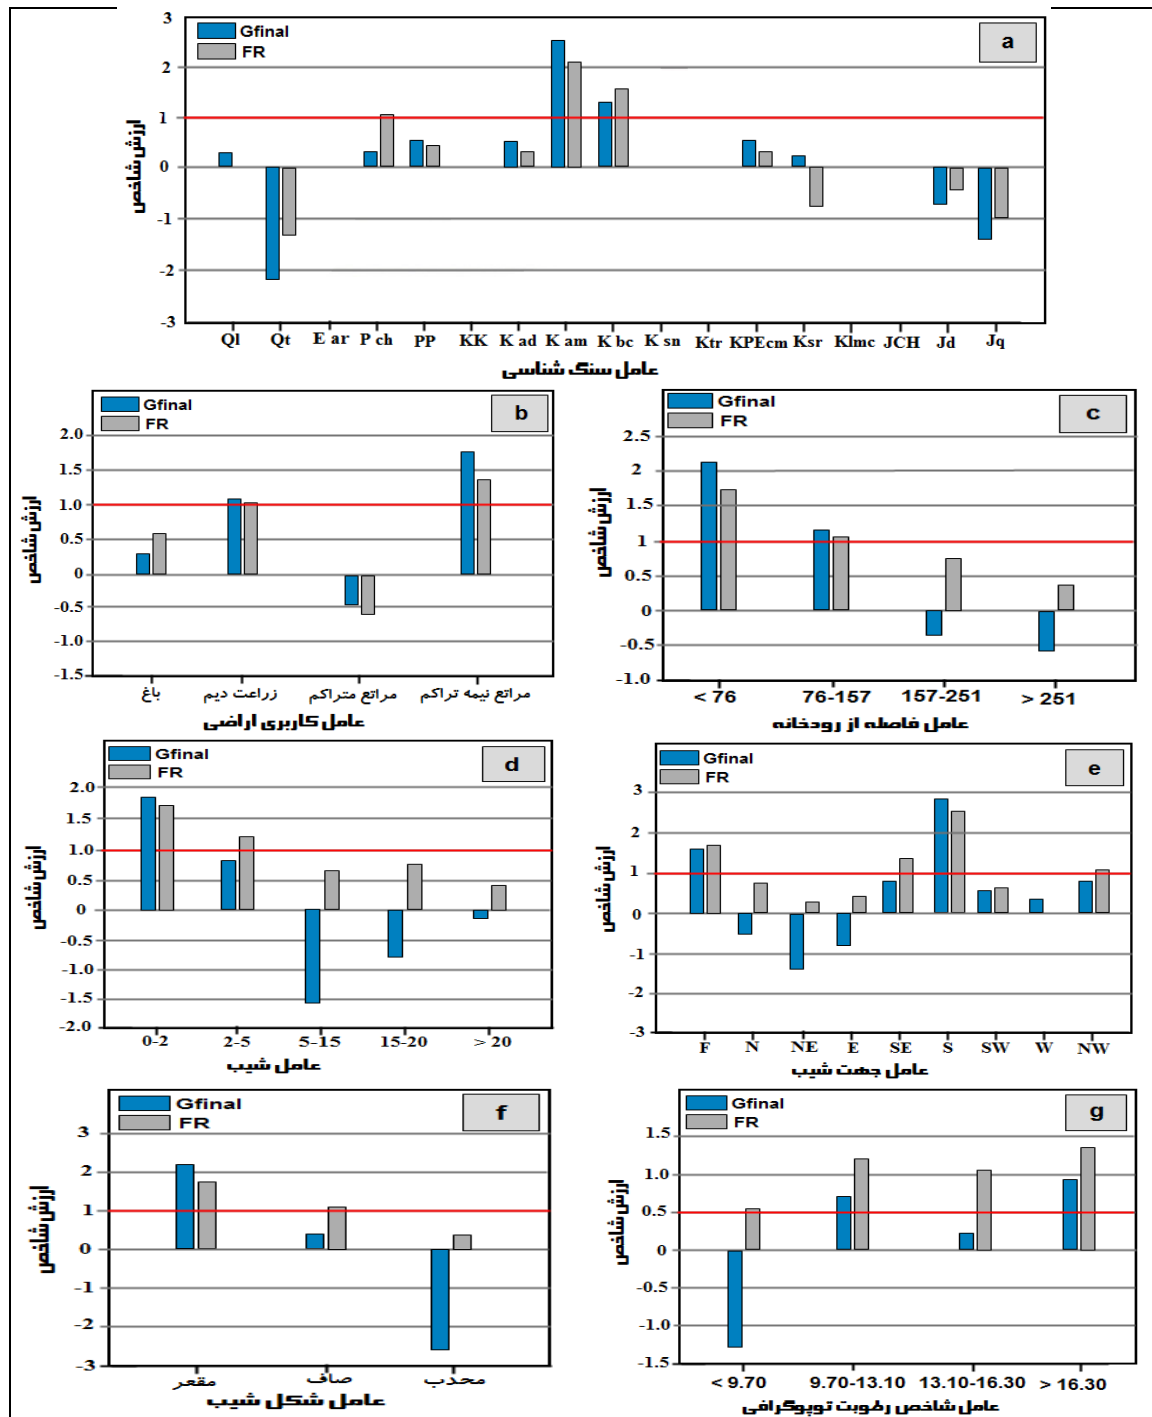 Gfinal
FR
a
3
2
1
0
-1
-2
-3
ارزش شاخص
Ql Qt E ar P ch PP KK K ad K am K bc K sn Ktr KPEcm Ksr Klmc JCH Jd Jq
عامل سنگ شناسی
Gfinal
FR
b
2.0
1.5
1.0
0.5
0
-0.5
-1.0
-1.5
ارزش شاخص
باغ زراعت دیم مراتع متراکم مراتع نیمه تراکم
عامل کاربری اراضی
Gfinal
FR
c
2.5
2
1.5
1
0.5
0
-0.5
-1.0
ارزش شاخص
< 76 76-157 157-251 > 251
عامل فاصله از رودخانه
Gfinal
FR
d
2.0
1.5
1.0
0.5
0
-0.5
-1.0
-1.5
-2.0
ارزش شاخص
0-2 2-5 5-15 15-20 > 20
عامل شیب
Gfinal
FR
e
3
2
1
0
-1
-2
-3
ارزش شاخص
F N NE E SE S SW W NW
عامل جهت شیب
Gfinal
FR
f
3
2
1
0
-1
-2
-3
ارزش شاخص
مقعر صاف محدب
عامل شکل شیب
Gfinal
FR
g
1.5
1.0
0.5
0
-0.5
-1.0
-1.5
ارزش شاخص
< 9.70 9.70-13.10 13.10-16.30 > 16.30
عامل شاخص رطوبت توپوگرافی